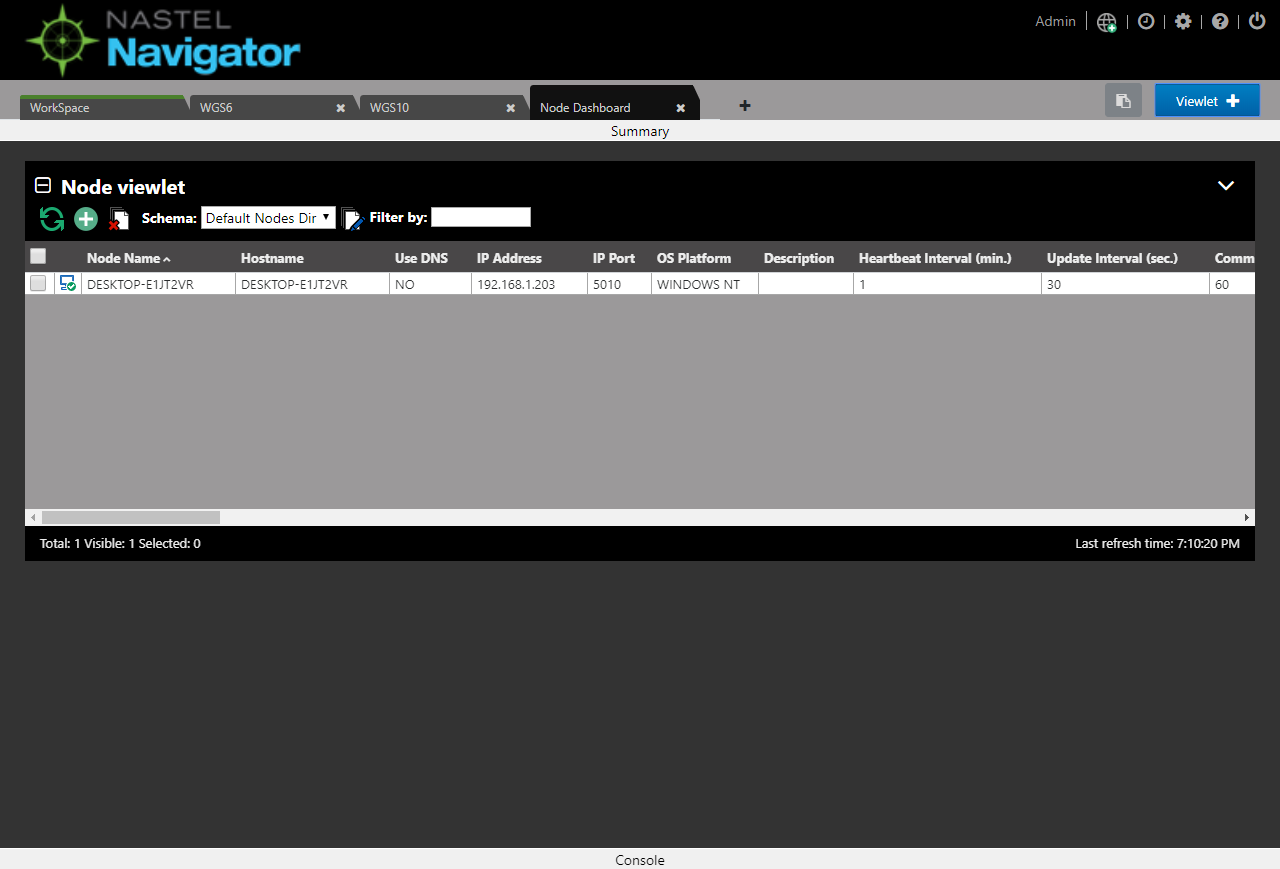 NASTEL
Navigator
Admin
WorkSpace WGS6 WGS10 Node Dashboard Viewlet
Summary
Node viewlet
Schema: Default Nodes Dir Filter by:
Node Name Hostname Use DNS IP Address IP Port OS Platform Description Heartbeat Interval (min.) Update Interval (sec.) Comm
DESKTOP-E1JT2VR DESKTOP-E1JT2VR NO 192.168.1.203 5010 WINDOWS NT 1 30 60
Total: 1 Visible: 1 Selected: 0 Last refresh time: 7:10:20 PM
Console